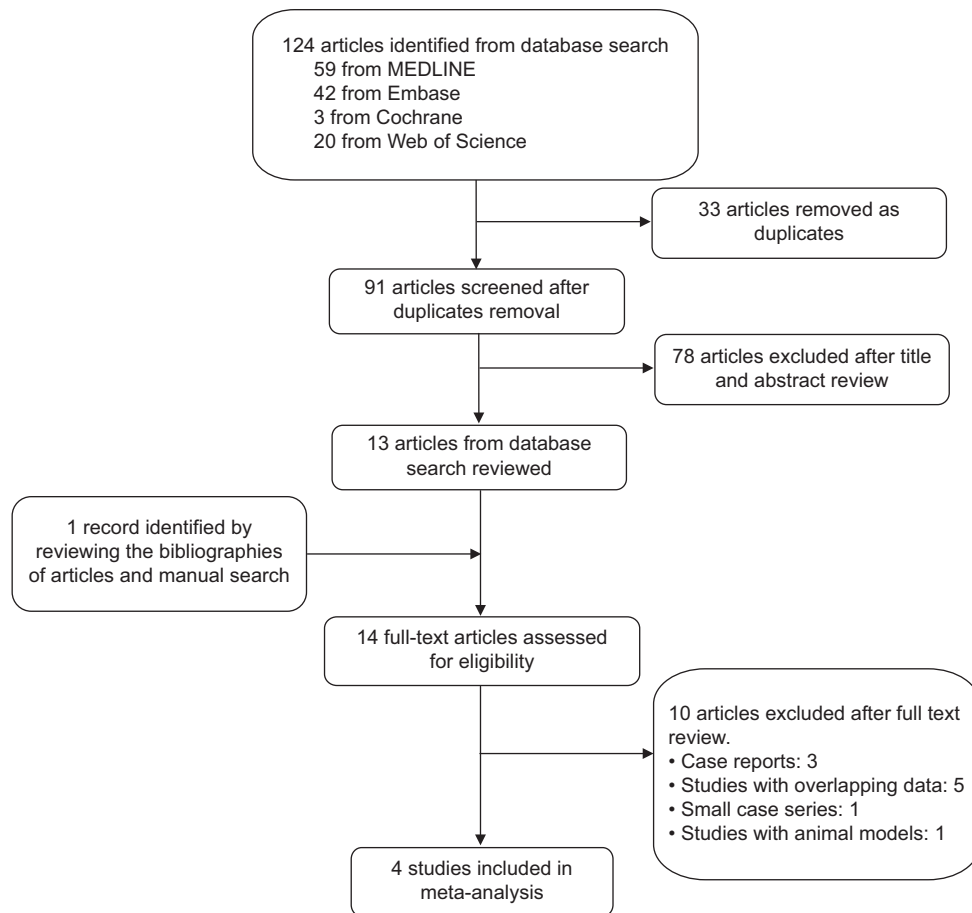 124 articles identified from database search
59 from MEDLINE
42 from Embase
3 from Cochrane
20 from Web of Science
33 articles removed as
duplicates
91 articles screened after
duplicates removal
78 articles excluded after title
and abstract review
13 articles from database
search reviewed
1 record identified by
reviewing the bibliographies
of articles and manual search
14 full-text articles assessed
for eligibility
10 articles excluded after full text
review.
• Case reports: 3
• Studies with overlapping data: 5
• Small case series: 1
• Studies with animal models: 1
4 studies included in
meta-analysis